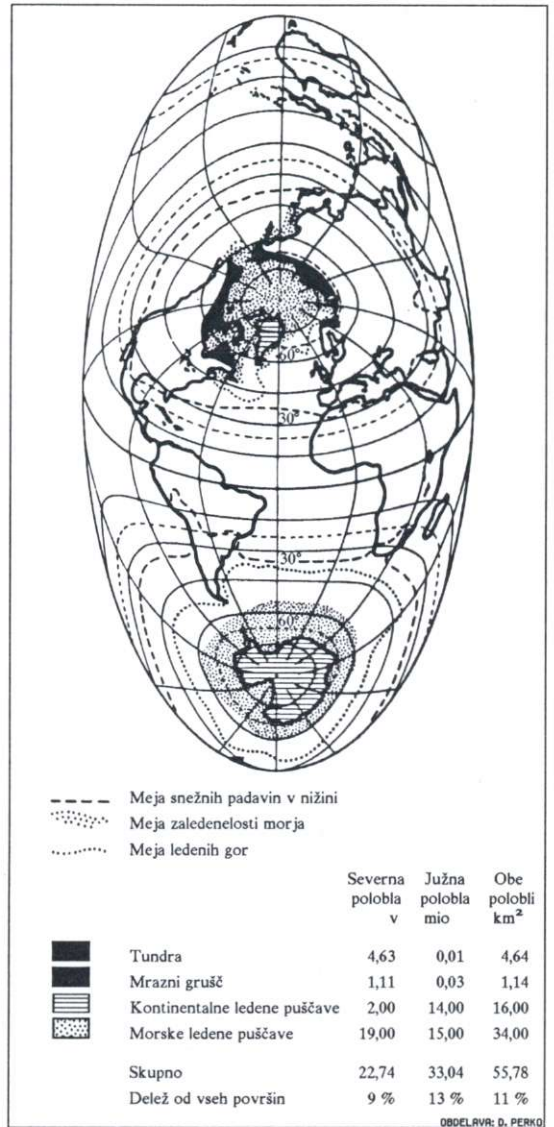 60°
30°
30°
60°
Meja snežnih padavin v nižini
Meja zaledenelosti morja
Meja ledenih gor
Severna Južna Obe
polobla polobla polobli
v mio km²
Tundra 4,63 0,01 4,64
Mrazni grušč 1,11 0,03 1,14
Kontinentalne ledene puščave 2,00 14,00 16,00
Morske ledene puščave 19,00 15,00 34,00
Skupno 22,74 33,04 55,78
Delež od vseh površin 9 % 13 % 11 %
OBDELAVA: D. PERKO